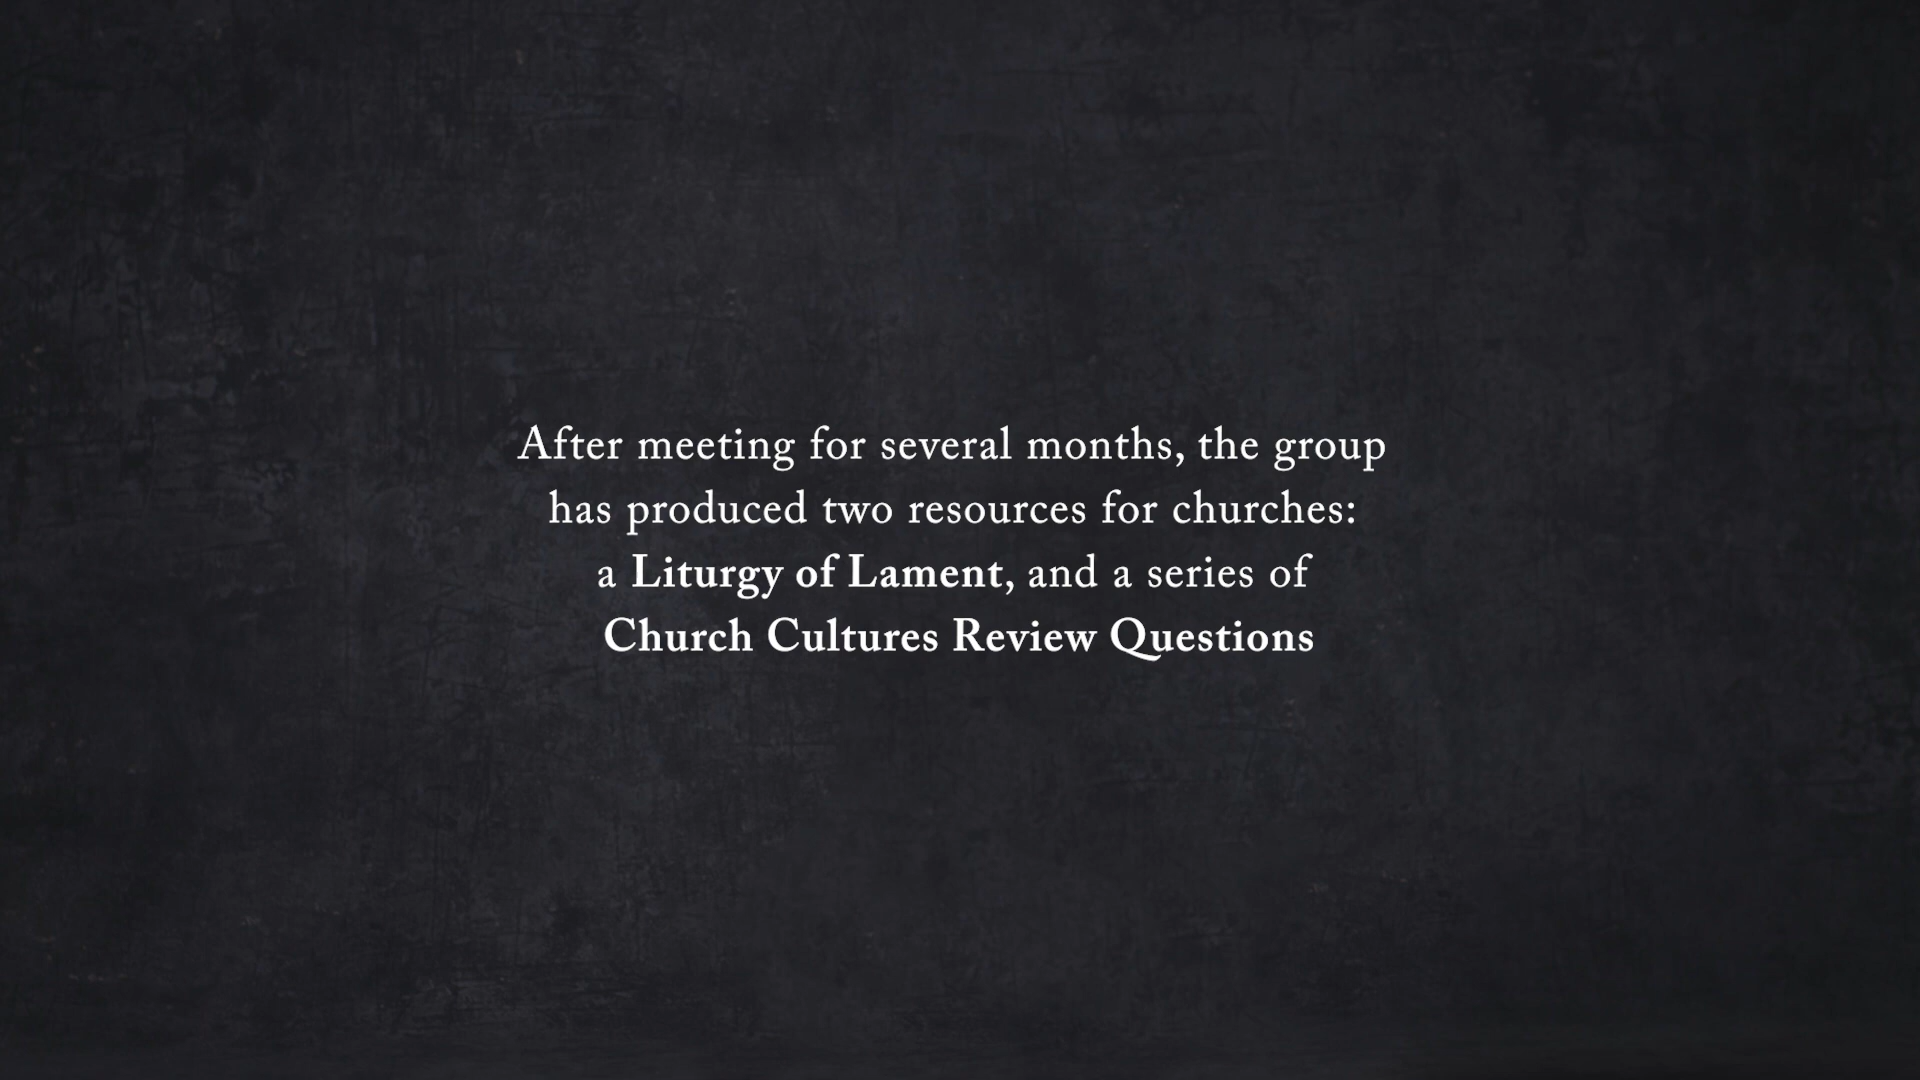 After meeting for several months, the group
has produced two resources for churches:
a Liturgy of Lament, and a series of
Church Cultures Review Questions